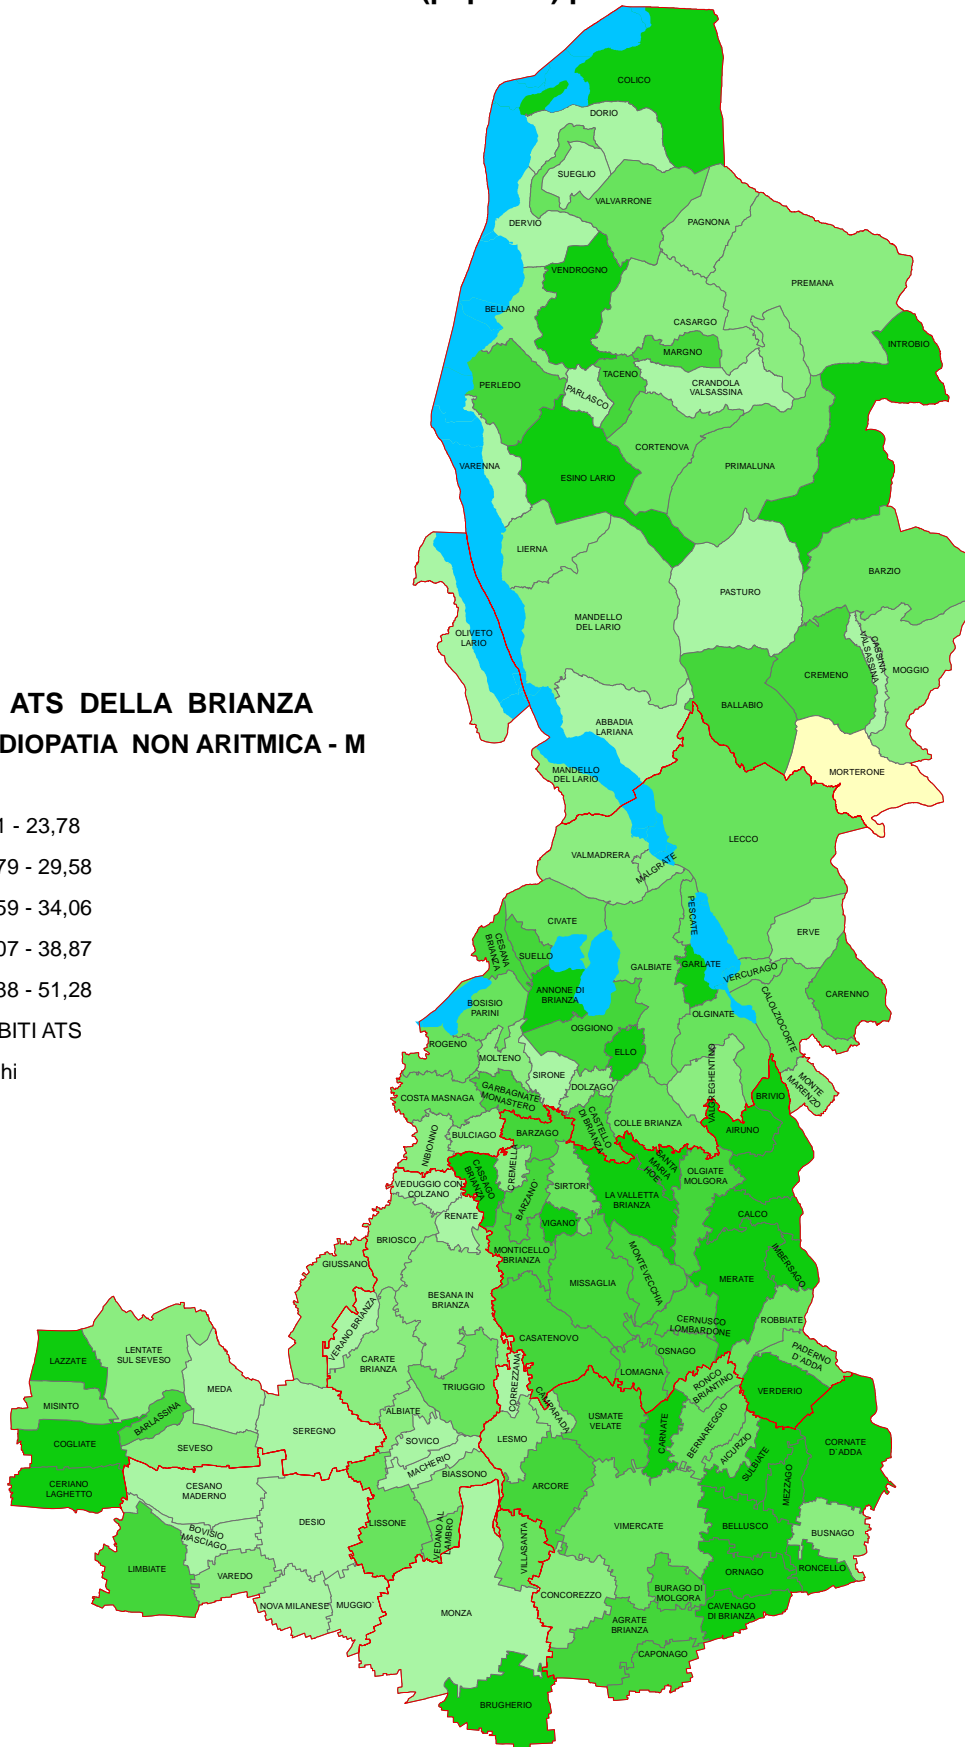 COLICO
DORIO
SUEGLIO
VALVARRONE
DERVIO
PAGNONA
VENDROGNO
PREMANA
BELLANO
CASARGO
INTROBIO
MARGNO
TACENO
PERLEDO
PARLASCO
CRANDOLA
VALSASSINA
CORTENOVA
VARENNA
PRIMALUNA
ESINO LARIO
LIERNA
BARZIO
PASTURO
MANDELLO
DEL LARIO
OLIVETO
LARIO
CASSINA
VALSASSINA
MOGGIO
CREMENO
BALLABIO
ATS DELLA BRIANZA
ABBADIA
LARIANA
DIOPATIA NON ARITMICA - M
MANDELLO
DEL LARIO
MORTERONE
1 - 23,78
LECCO
VALMADRERA
MALGRATE
79 - 29,58
59 - 34,06
PESCATE
CIVATE
ERVE
07 - 38,87
CESANA
BRIANZA
SUELLO
GALBIATE
GARLATE
VERCURAGO
88 - 51,28
ANNONE DI
BRIANZA
CARENNO
BOSISIO
PARINI
CALOLZIOCORTE
OLGINATE
BITI ATS
OGGIONO
ROGENO
ELLO
MOLTENO
VALGREGHENTINO
hi
SIRONE
DOLZAGO
MONTE
MARENZO
COSTA MASNAGA
GARBAGNATE
MONASTERO
BRIVIO
COLLE BRIANZA
CASTELLO
DI BRIANZA
AIRUNO
BULCIAGO
BARZAGO
NIBIONNO
CREMELLA
SANTA
MARIA
HOE'
OLGIATE
MOLGORA
CASSAGO
BRIANZA
VEDUGGIO CON
COLZANO
SIRTORI
BARZANO'
LA VALLETTA
BRIANZA
RENATE
VIGANO'
CALCO
BRIOSCO
MONTICELLO
BRIANZA
GIUSSANO
IMBERSAGO
MONTEVECCHIA
MERATE
MISSAGLIA
BESANA IN
BRIANZA
VERANO BRIANZA
CERNUSCO
LOMBARDONE
ROBBIATE
CASATENOVO
LENTATE
SUL SEVESO
OSNAGO
PADERNO
D'ADDA
LAZZATE
CARATE
BRIANZA
LOMAGNA
MEDA
CORREZZANA
RONCO
BRIANTINO
TRIUGGIO
VERDERIO
MISINTO
BARLASSINA
CAMPARADA
ALBIATE
USMATE
VELATE
BERNAREGGIO
CARNATE
SEREGNO
COGLIATE
SEVESO
SOVICO
LESMO
AICURZIO
CORNATE
D'ADDA
MACHERIO
SULBIATE
BIASSONO
MEZZAGO
CERIANO
LAGHETTO
CESANO
MADERNO
ARCORE
DESIO
LISSONE
VIMERCATE
BELLUSCO
BOVISIO
MASCIAGO
VEDANO AL
LAMBRO
VILLASANTA
BUSNAGO
LIMBIATE
VAREDO
ORNAGO
RONCELLO
CONCOREZZO
BURAGO DI
MOLGORA
NOVA MILANESE
MUGGIO'
MONZA
CAVENAGO
DI BRIANZA
AGRATE
BRIANZA
CAPONAGO
BRUGHERIO